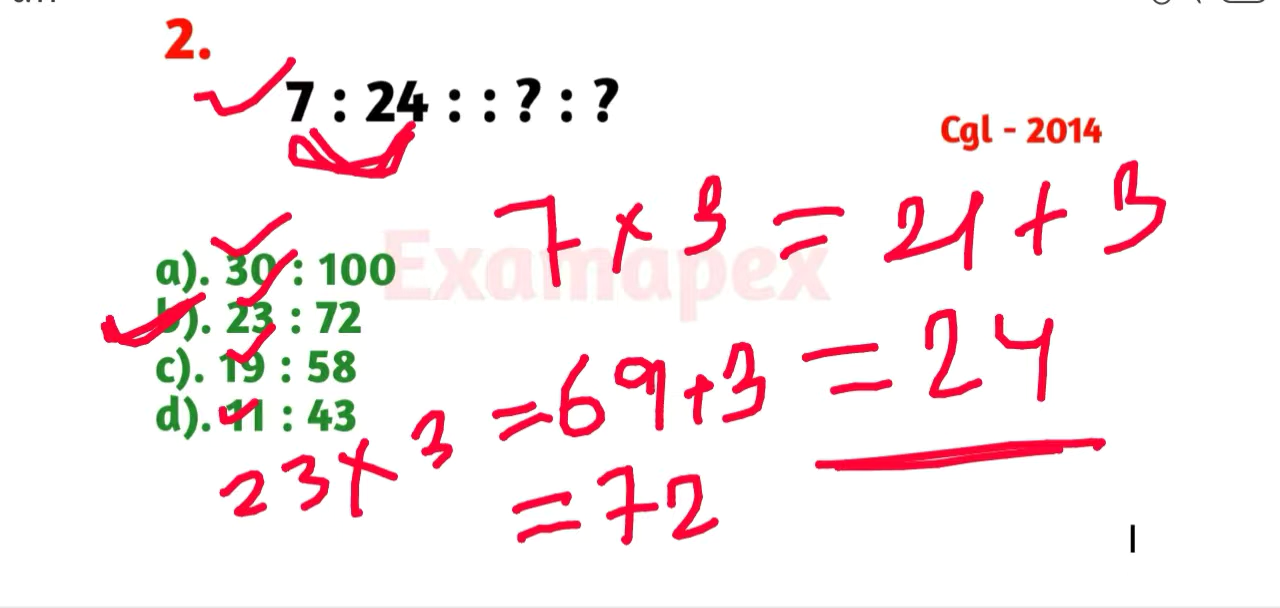 2.
7 : 24 : : ? : ?
Cgl - 2014
7 × 3 = 21 + 3
Examapex
a). 30 : 100
b). 23 : 72
= 24
c). 19 : 58
= 69 + 3
d). 11 : 43
23 × 3
= 72